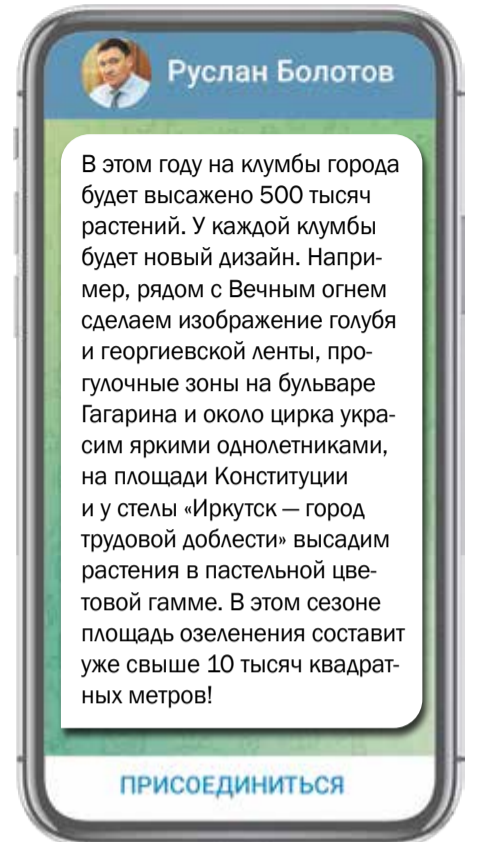 Руслан Болотов
В этом году на клумбы города
будет высажено 500 тысяч
растений. У каждой клумбы
будет новый дизайн. Напри-
мер, рядом с Вечным огнем
сделаем изображение голубя
и георгиевской ленты, про-
гулочные зоны на бульваре
Гагарина и около цирка укра-
сим яркими однолетниками,
на площади Конституции
и у стелы «Иркутск — город
трудовой доблести» высадим
растения в пастельной цве-
товой гамме. В этом сезоне
площадь озеленения составит
уже свыше 10 тысяч квадрат-
ных метров!
ПРИСОЕДИНИТЬСЯ